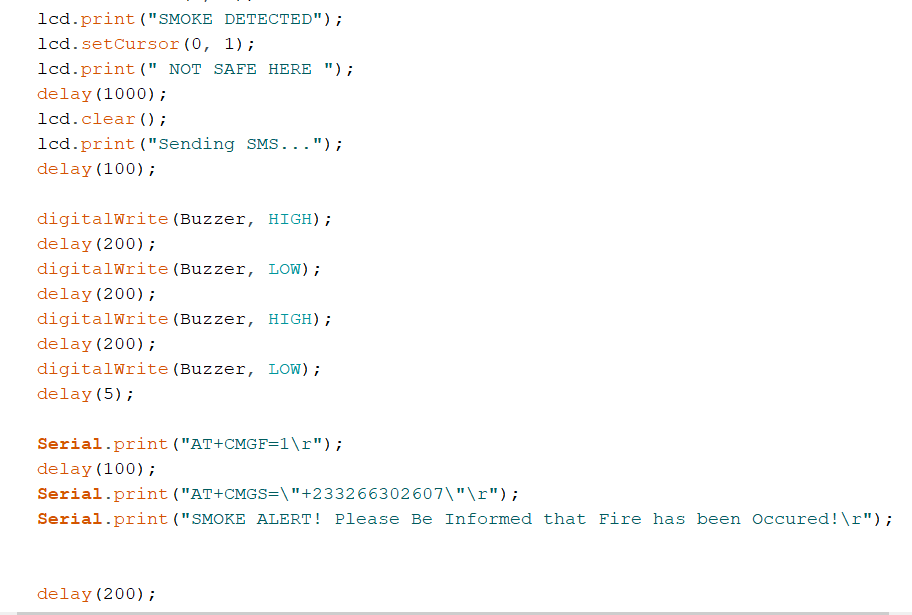 lcd.print("SMOKE DETECTED");
lcd.setCursor(0, 1);
lcd.print(" NOT SAFE HERE ");
delay(1000);
lcd.clear();
lcd.print("Sending SMS...");
delay(100);
digitalWrite(Buzzer, HIGH);
delay(200);
digitalWrite(Buzzer, LOW);
delay(200);
digitalWrite(Buzzer, HIGH);
delay(200);
digitalWrite(Buzzer, LOW);
delay(5);
Serial.print("AT+CMGF=1\r");
delay(100);
Serial.print("AT+CMGS=\"+233266302607\"\r");
Serial.print("SMOKE ALERT! Please Be Informed that Fire has been Occured!\r");
delay(200);